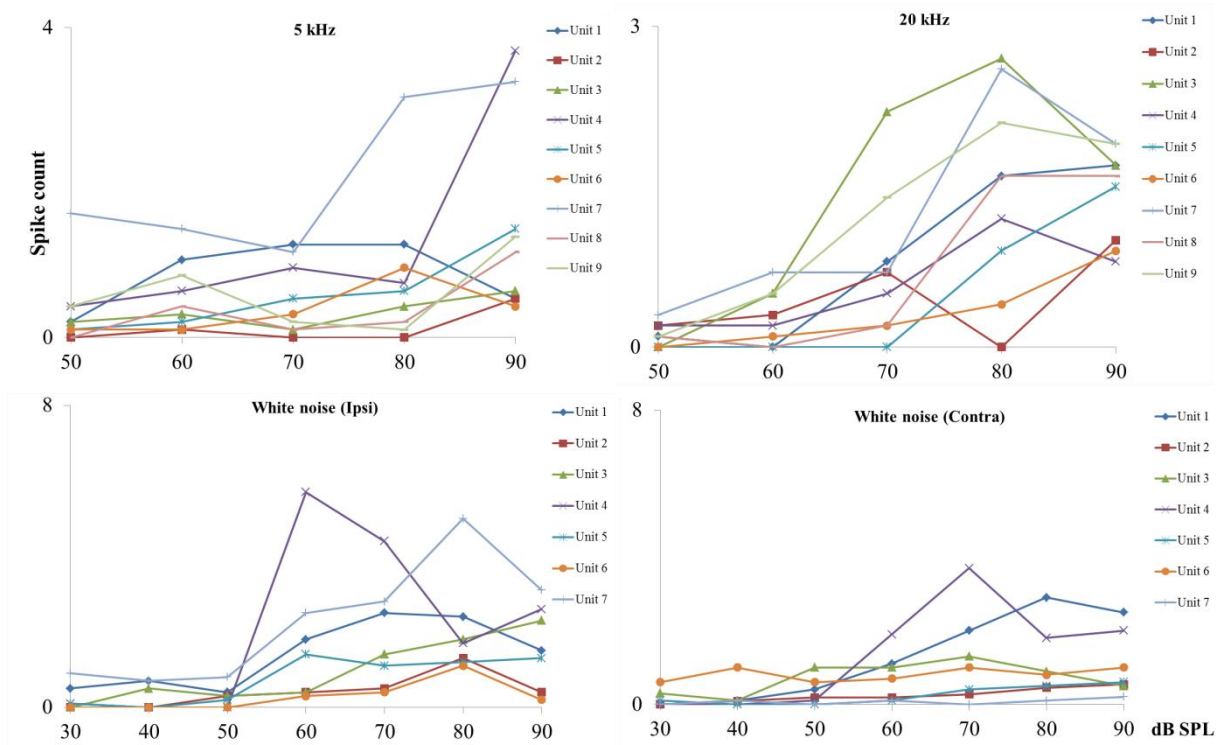 5 kHz
4
0
Spike count
50 60 70 80 90
Unit 1
Unit 2
Unit 3
Unit 4
Unit 5
Unit 6
Unit 7
Unit 8
Unit 9
20 kHz
3
0
50 60 70 80 90
Unit 1
Unit 2
Unit 3
Unit 4
Unit 5
Unit 6
Unit 7
Unit 8
Unit 9
White noise (Ipsi)
8
0
30 40 50 60 70 80 90
Unit 1
Unit 2
Unit 3
Unit 4
Unit 5
Unit 6
Unit 7
White noise (Contra)
8
0
30 40 50 60 70 80 90 dB SPL
Unit 1
Unit 2
Unit 3
Unit 4
Unit 5
Unit 6
Unit 7